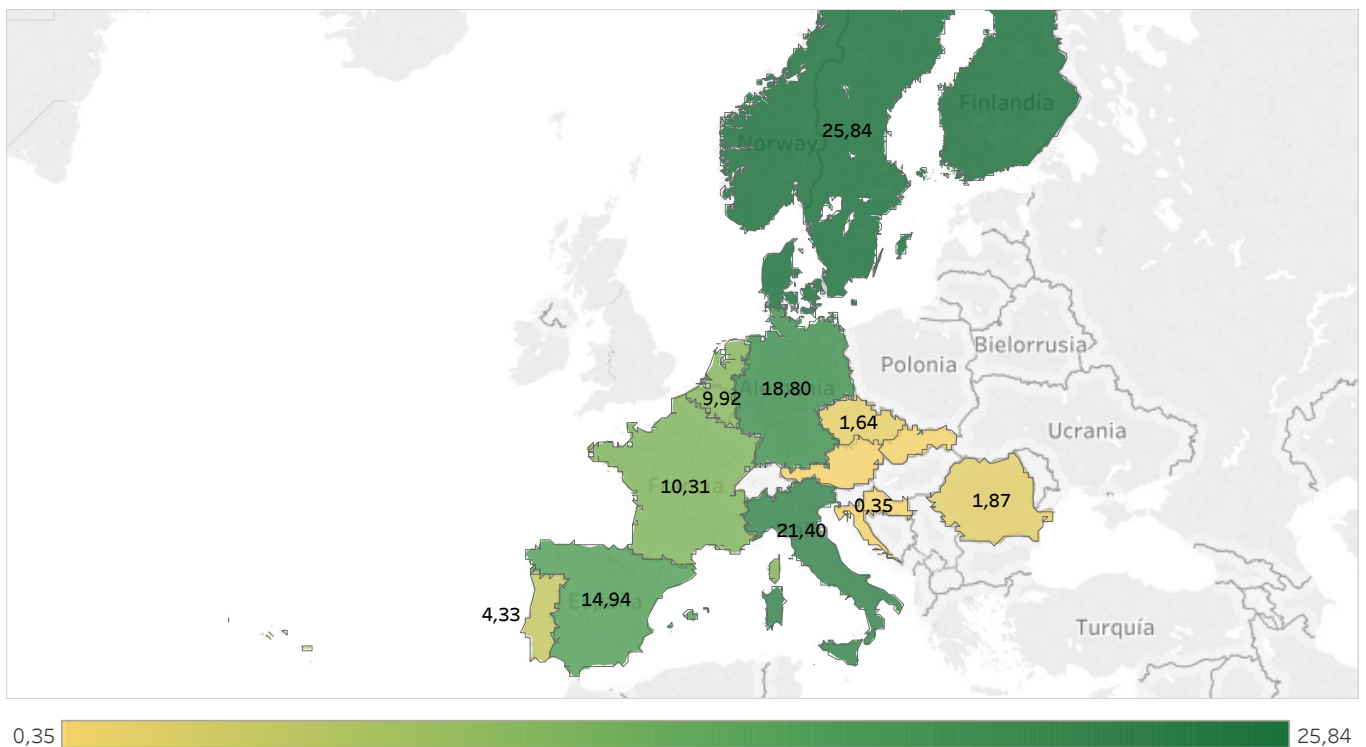 Finlandia
25,84
Norway
Bielorrusia
Polonia
18,80
9,92
1,64
Ucrania
10,31
0,35
1,87
21,40
14,94
4,33
Turquía
0,35
25,84